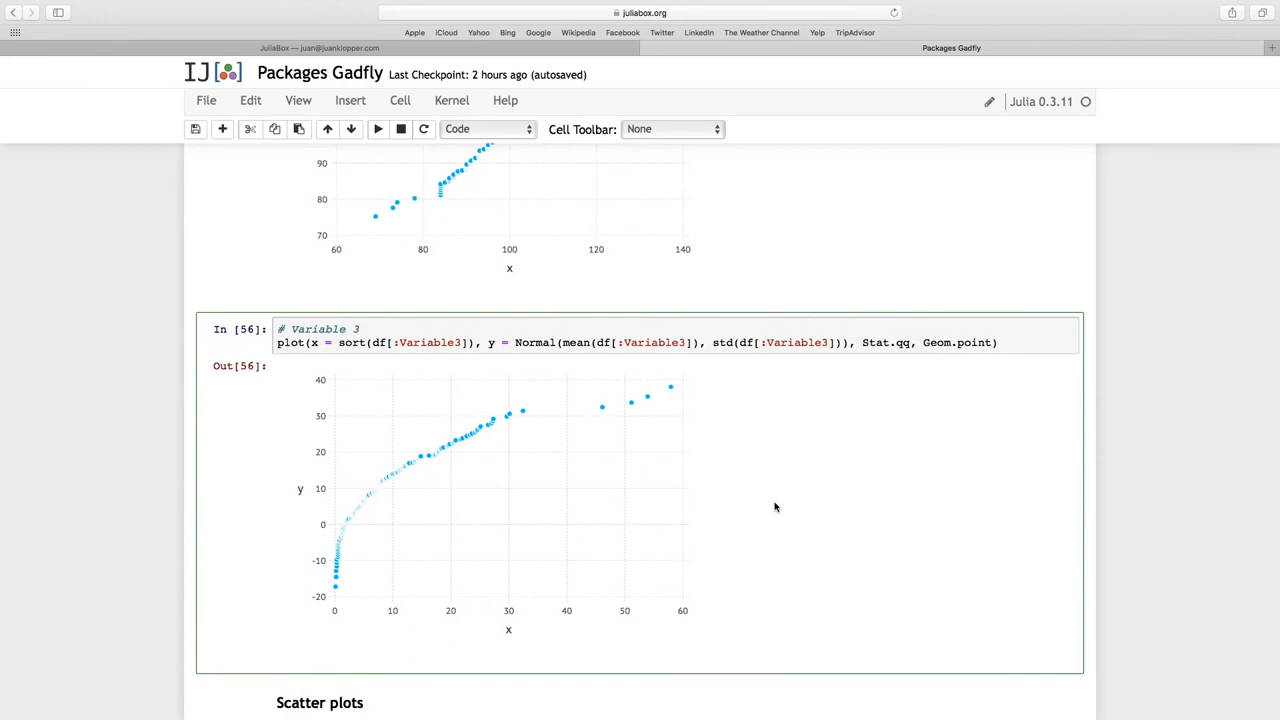 juliabox.org
Apple iCloud Yahoo Bing Google Wikipedia Facebook Twitter LinkedIn The Weather Channel Yelp TripAdvisor
JuliaBox — juan@juanklopper.com
Packages Gadfly
IJ[ ] Packages Gadfly Last Checkpoint: 2 hours ago (autosaved)
File Edit View Insert Cell Kernel Help
Julia 0.3.11
Code
Cell Toolbar: None
90
80
70
60 80 100 120 140
x
In [56]:
# Variable 3
plot(x = sort(df[:Variable3]), y = Normal(mean(df[:Variable3]), std(df[:Variable3])), Stat.qq, Geom.point)
Out[56]:
40
30
20
y 10
0
-10
-20
0 10 20 30 40 50 60
x
Scatter plots